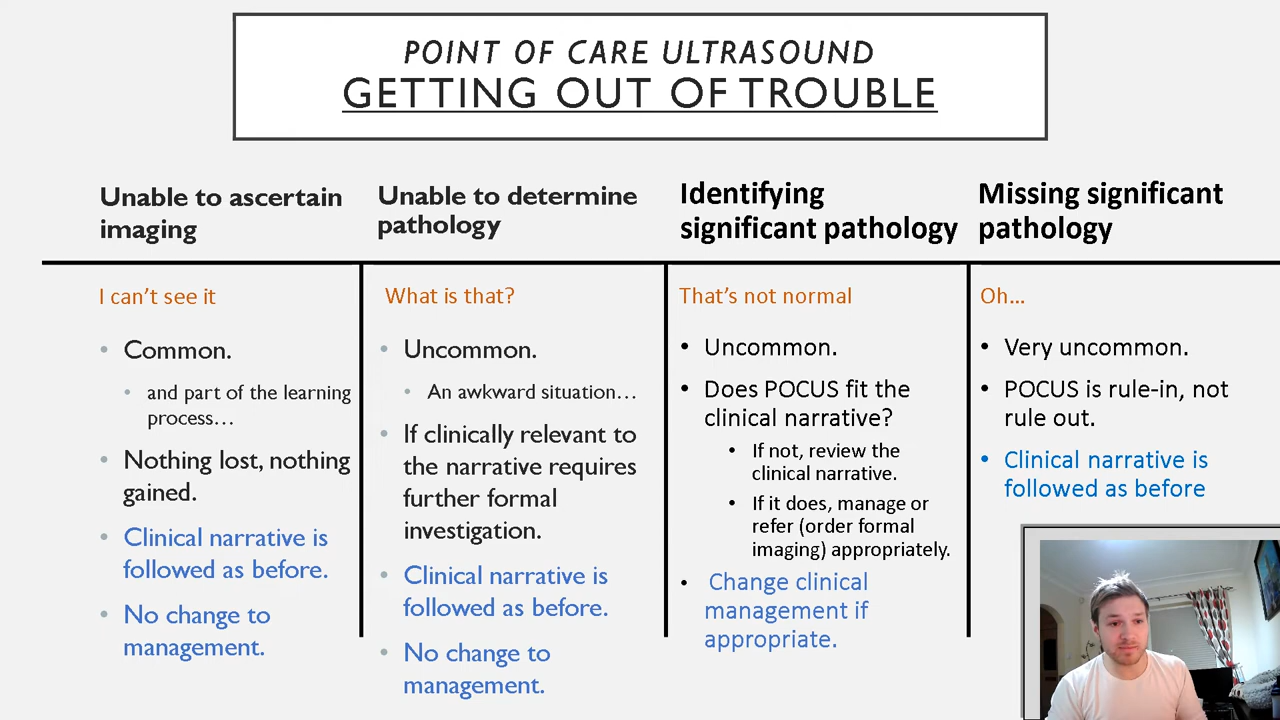 POINT OF CARE ULTRASOUND
GETTING OUT OF TROUBLE
Unable to ascertain
imaging
I can't see it
• Common.
• and part of the learning
process…
• Nothing lost, nothing
gained.
• Clinical narrative is
followed as before.
• No change to
management.
Unable to determine
pathology
What is that?
• Uncommon.
• An awkward situation…
• If clinically relevant to
the narrative requires
further formal
investigation.
• Clinical narrative is
followed as before.
• No change to
management.
Identifying
significant pathology
That's not normal
• Uncommon.
• Does POCUS fit the
clinical narrative?
• If not, review the
clinical narrative.
• If it does, manage or
refer (order formal
imaging) appropriately.
• Change clinical
management if
appropriate.
Missing significant
pathology
Oh…
• Very uncommon.
• POCUS is rule-in, not
rule out.
• Clinical narrative is
followed as before